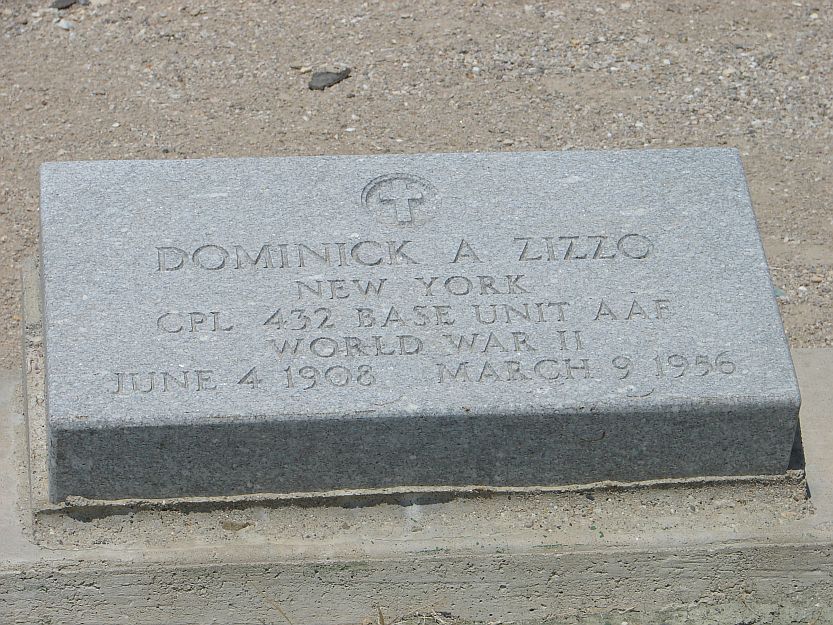 DOMINICK A ZIZZO
NEW YORK
CPL 432 BASE UNIT AAF
WORLD WAR II
JUNE 4 1908 MARCH 9 1956